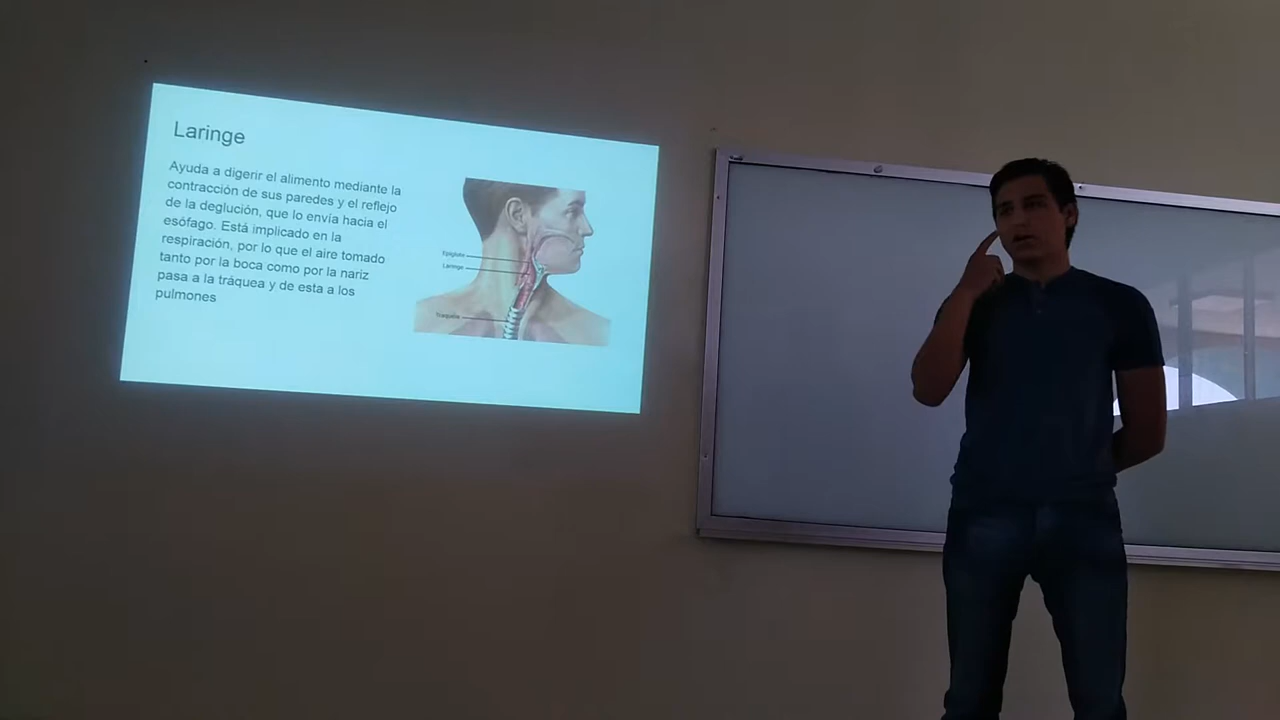 Laringe
Ayuda a digerir el alimento mediante la
contracción de sus paredes y el reflejo
de la deglución, que lo envía hacia el
esófago. Está implicado en la
respiración, por lo que el aire tomado
tanto por la boca como por la nariz
pasa a la tráquea y de esta a los
pulmones
Epiglotis
Laringe
Tráquea